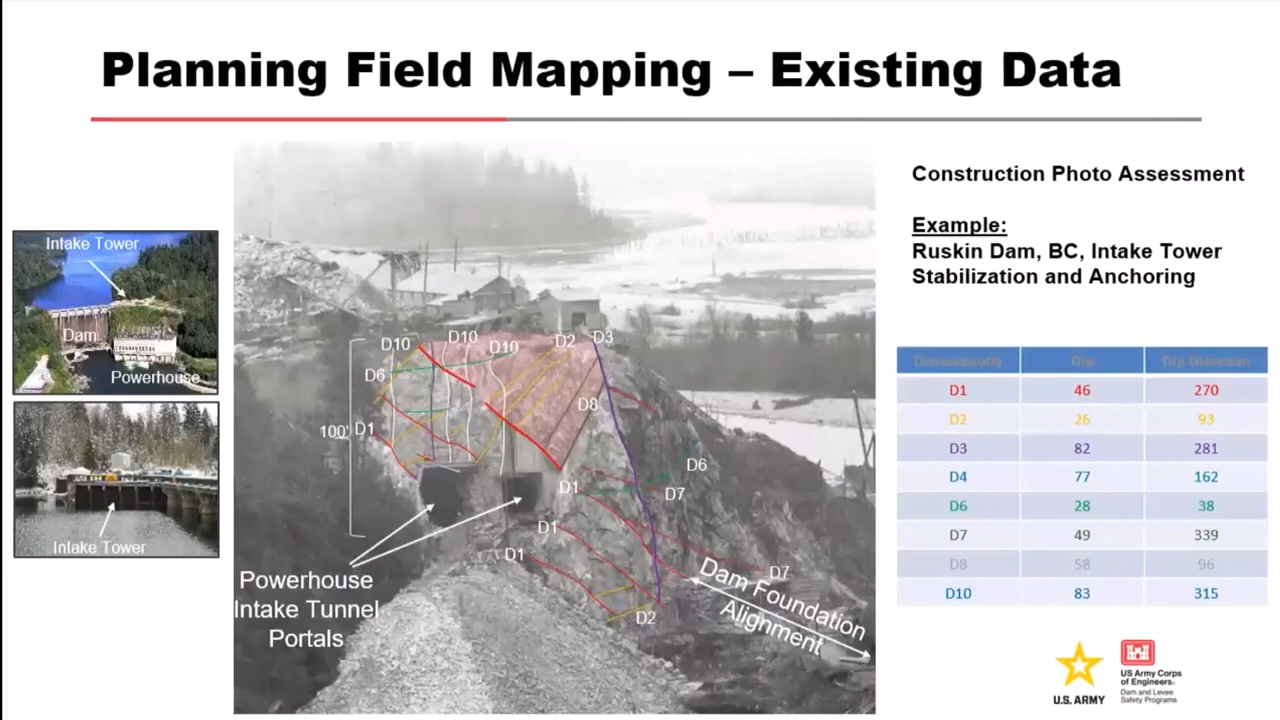 Planning Field Mapping – Existing Data
Construction Photo Assessment
Example:
Ruskin Dam, BC, Intake Tower
Stabilization and Anchoring
Intake Tower
Dam
Powerhouse
Intake Tower
D10
D10
D10
D2
D3
D6
D8
100'
D1
D6
D1
D7
D1
D1
D7
D2
Powerhouse
Intake Tunnel
Portals
Dam Foundation
Alignment
Discontinuity Dip Dip Direction
D1 46 270
D2 26 93
D3 82 281
D4 77 162
D6 28 38
D7 49 339
D8 58 96
D10 83 315
U.S. ARMY
US Army Corps
of Engineers®
Dam and Levee
Safety Programs